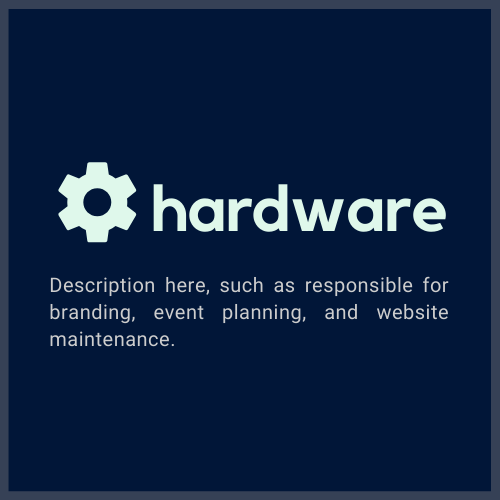 hardware
Description here, such as responsible for
branding, event planning, and website
maintenance.